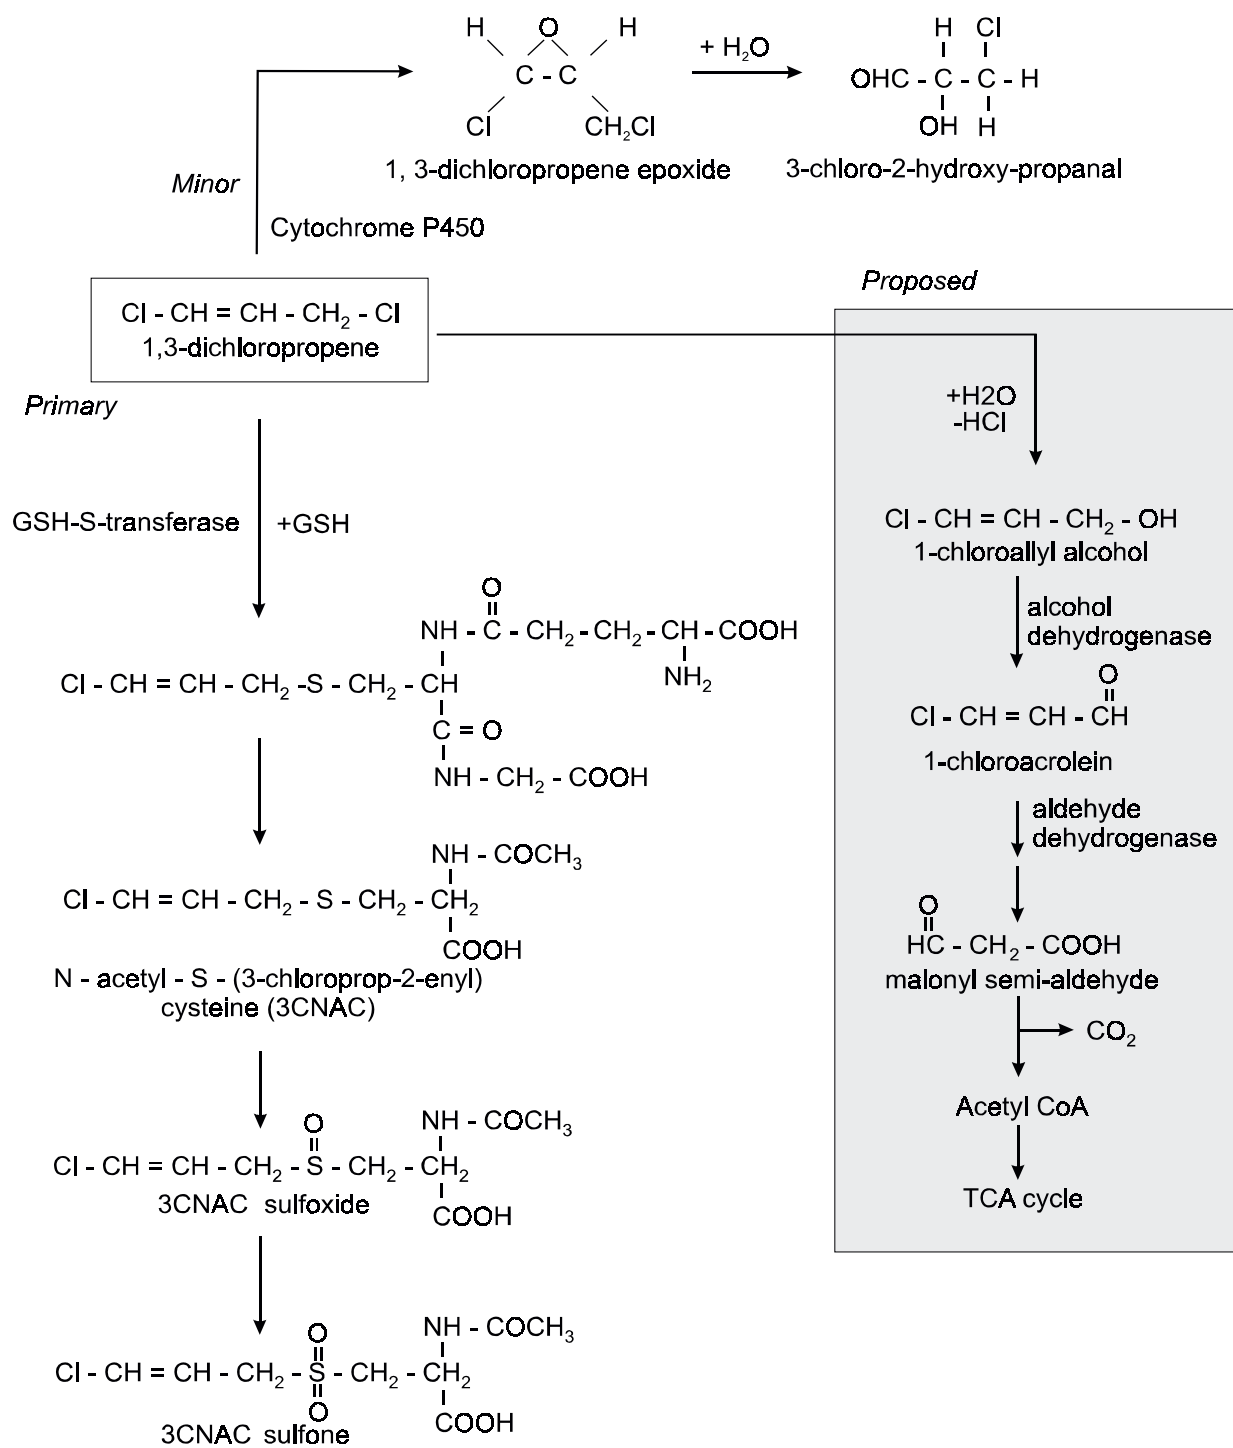 H O H
C - C
Cl CH₂Cl
1, 3-dichloropropene epoxide
+ H₂O
H Cl
OHC - C - C - H
OH H
3-chloro-2-hydroxy-propanal
Minor
Cytochrome P450
Cl - CH = CH - CH₂ - Cl
1,3-dichloropropene
Primary
GSH-S-transferase
+GSH
O
NH - C - CH₂ - CH₂ - CH - COOH
NH₂
Cl - CH = CH - CH₂ -S - CH₂ - CH
C = O
NH - CH₂ - COOH
NH - COCH₃
Cl - CH = CH - CH₂ - S - CH₂ - CH₂
COOH
N - acetyl - S - (3-chloroprop-2-enyl)
cysteine (3CNAC)
O
NH - COCH₃
Cl - CH = CH - CH₂ - S - CH₂ - CH₂
3CNAC sulfoxide
COOH
O
NH - COCH₃
Cl - CH = CH - CH₂ - S - CH₂ - CH₂
O
COOH
3CNAC sulfone
Proposed
+H2O
-HCl
Cl - CH = CH - CH₂ - OH
1-chloroallyl alcohol
alcohol
dehydrogenase
O
Cl - CH = CH - CH
1-chloroacrolein
aldehyde
dehydrogenase
O
HC - CH₂ - COOH
malonyl semi-aldehyde
CO₂
Acetyl CoA
TCA cycle